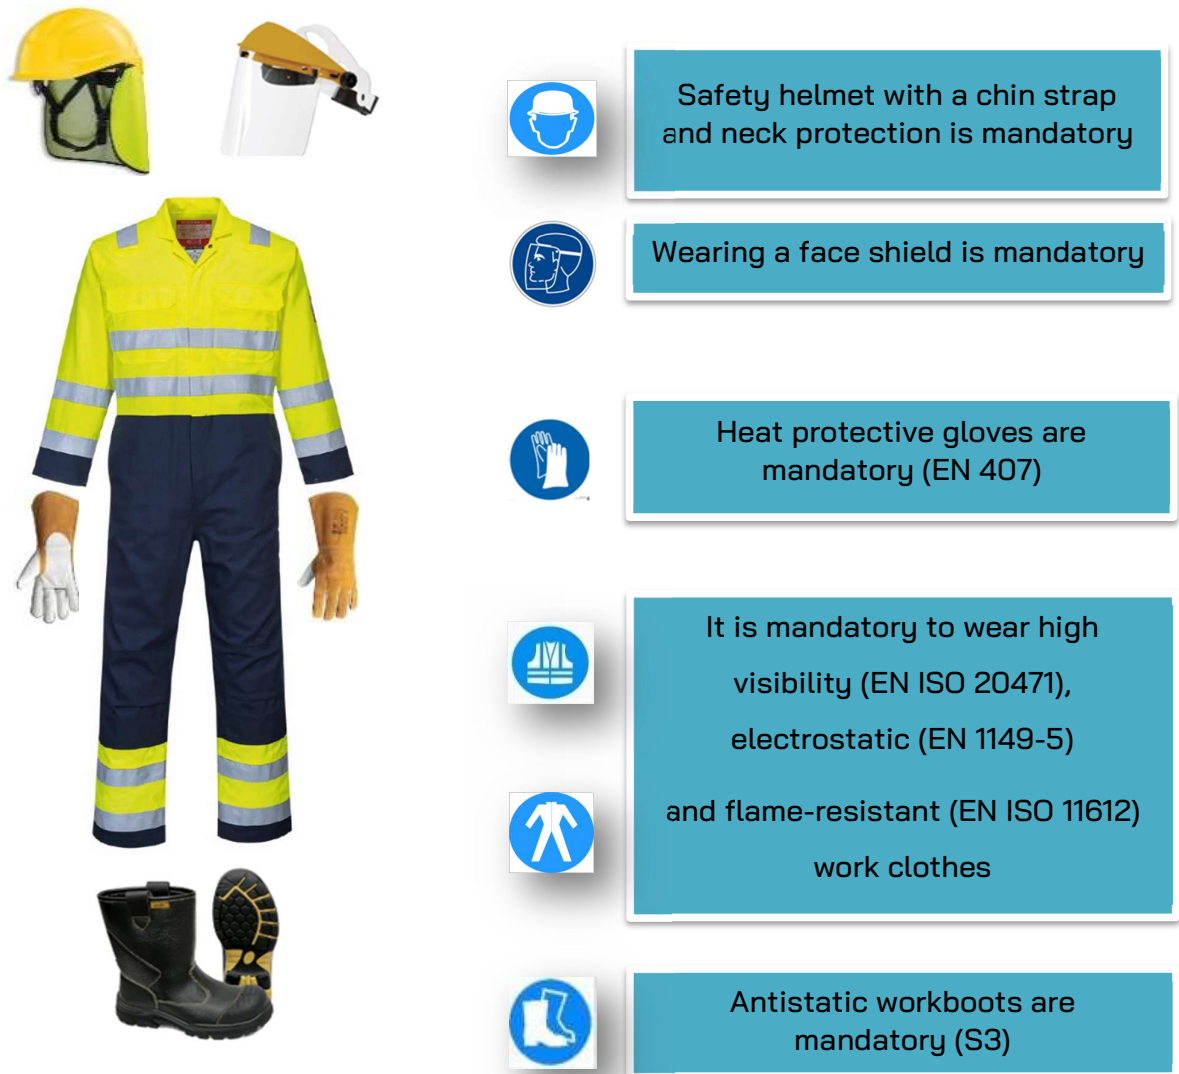 Safety helmet with a chin strap
and neck protection is mandatory
Wearing a face shield is mandatory
Heat protective gloves are
mandatory (EN 407)
It is mandatory to wear high
visibility (EN ISO 20471),
electrostatic (EN 1149-5)
and flame-resistant (EN ISO 11612)
work clothes
Antistatic workboots are
mandatory (S3)